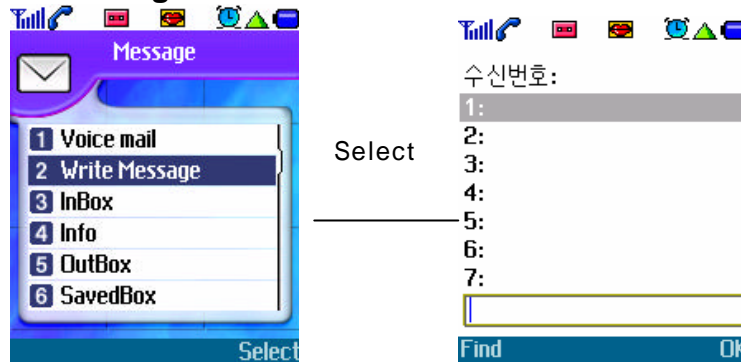 Message
1 Voice mail
2 Write Message
3 InBox
4 Info
5 OutBox
6 SavedBox
Select
Select
수신번호:
1:
2:
3:
4:
5:
6:
7:
Find OK